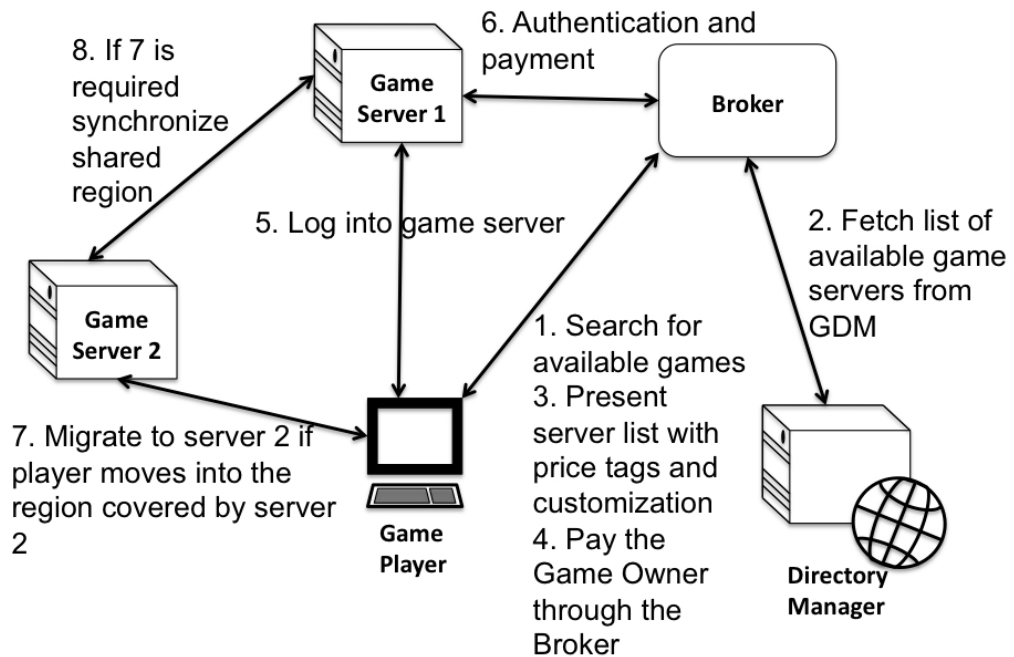 6. Authentication and
payment
8. If 7 is
required
synchronize
shared
region
Game
Server 1
Broker
5. Log into game server
2. Fetch list of
available game
servers from
GDM
Game
Server 2
1. Search for
available games
3. Present
server list with
price tags and
customization
4. Pay the
Game Owner
through the
Broker
7. Migrate to server 2 if
player moves into the
region covered by server
2
Game
Player
Directory
Manager